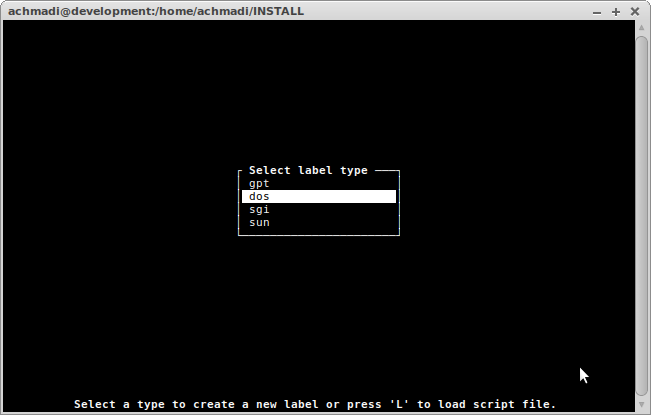 achmadi@development:/home/achmadi/INSTALL
Select label type
gpt
dos
sgi
sun
Select a type to create a new label or press 'L' to load script file.